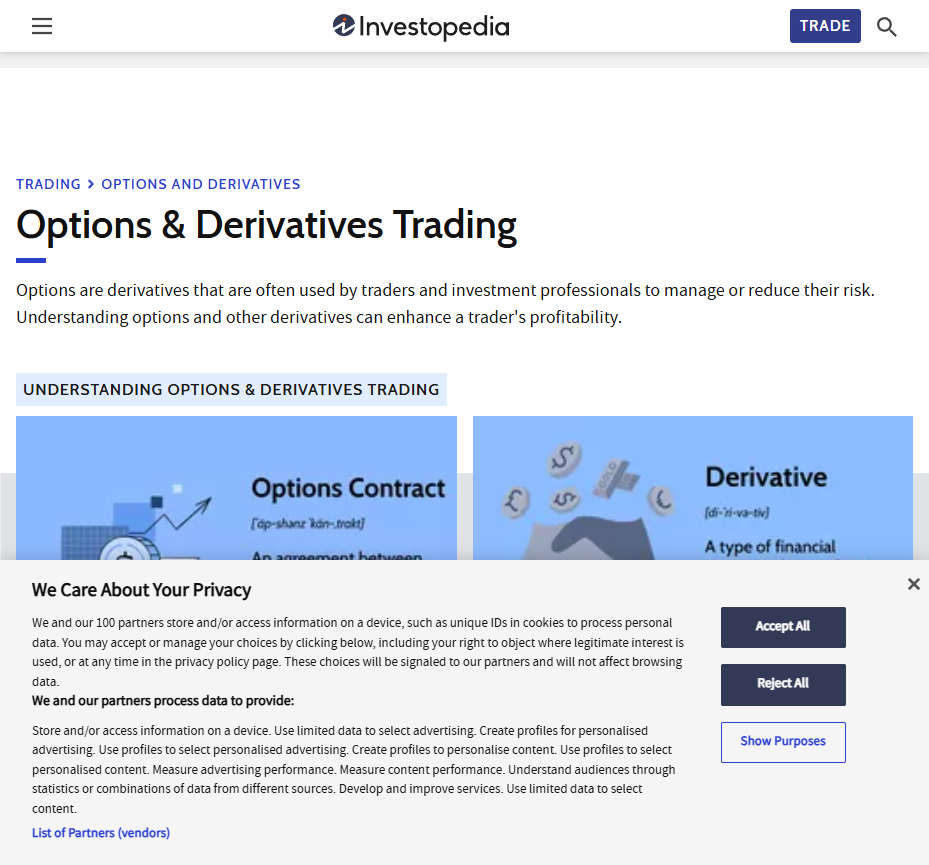 Investopedia
TRADE
TRADING > OPTIONS AND DERIVATIVES
Options & Derivatives Trading
Options are derivatives that are often used by traders and investment professionals to manage or reduce their risk.
Understanding options and other derivatives can enhance a trader's profitability.
UNDERSTANDING OPTIONS & DERIVATIVES TRADING
Options Contract
[ˈäp-shənz ˈkän-ˌtrakt]
An agreement between
GOLD
Derivative
[di-ˈri-və-tiv]
A type of financial
We Care About Your Privacy
We and our 100 partners store and/or access information on a device, such as unique IDs in cookies to process personal
data. You may accept or manage your choices by clicking below, including your right to object where legitimate interest is
used, or at any time in the privacy policy page. These choices will be signaled to our partners and will not affect browsing
data.
We and our partners process data to provide:
Store and/or access information on a device. Use limited data to select advertising. Create profiles for personalised
advertising. Use profiles to select personalised advertising. Create profiles to personalise content. Use profiles to select
personalised content. Measure advertising performance. Measure content performance. Understand audiences through
statistics or combinations of data from different sources. Develop and improve services. Use limited data to select
content.
List of Partners (vendors)
Accept All
Reject All
Show Purposes